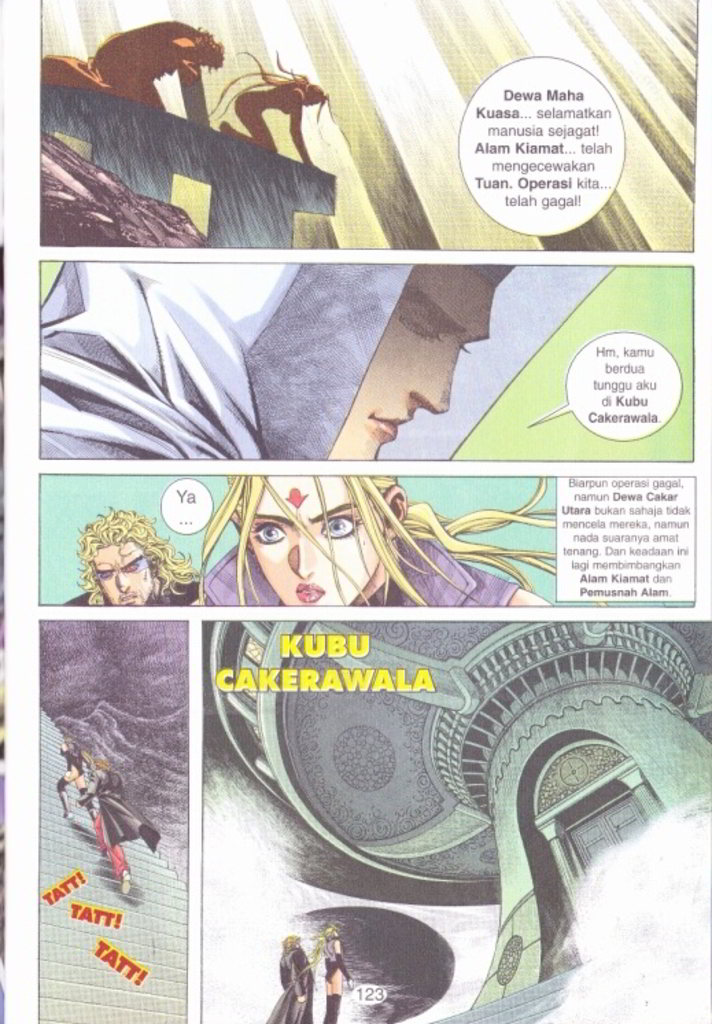 Dewa Maha
Kuasa... selamatkan
manusia sejagat!
Alam Kiamat... telah
mengecewakan
Tuan. Operasi kita...
telah gagal!
Hm, kamu
berdua
tunggu aku
di Kubu
Cakerawala.
Ya
...
Biarpun operasi gagal,
namun Dewa Cakar
Utara bukan sahaja tidak
mencela mereka, namun
nada suaranya amat
tenang. Dan keadaan ini
lagi membimbangkan
Alam Kiamat dan
Pemusnah Alam.
TATT!
TATT!
TATT!
KUBU
CAKERAWALA
123